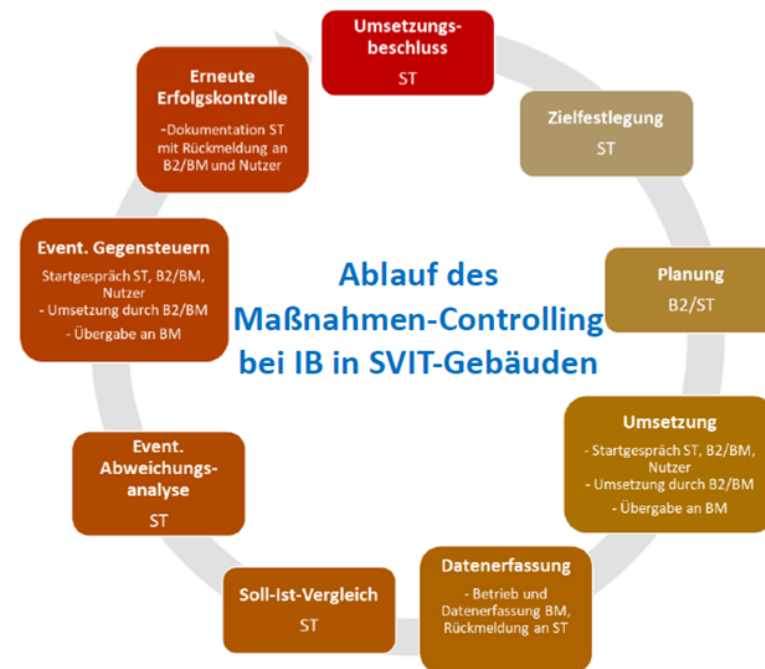 Umsetzungs-
beschluss
ST
Zielfestlegung
ST
Planung
B2/ST
Umsetzung
- Startgespräch ST, B2/BM,
Nutzer
- Umsetzung durch B2/BM
- Übergabe an BM
Datenerfassung
- Betrieb und
Datenerfassung BM,
Rückmeldung an ST
Soll-Ist-Vergleich
ST
Event.
Abweichungs-
analyse
ST
Event. Gegensteuern
Startgespräch ST, B2/BM,
Nutzer
- Umsetzung durch B2/BM
- Übergabe an BM
Erneute
Erfolgskontrolle
-Dokumentation ST
mit Rückmeldung an
B2/BM und Nutzer
Ablauf des
Maßnahmen-Controlling
bei IB in SVIT-Gebäuden